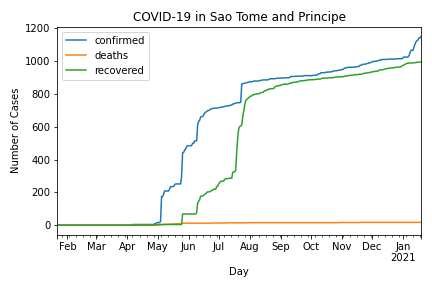 COVID-19 in Sao Tome and Principe
confirmed
deaths
recovered
Number of Cases
1200
1000
800
600
400
200
0
Feb Mar Apr May Jun Jul Aug Sep Oct Nov Dec Jan
2021
Day